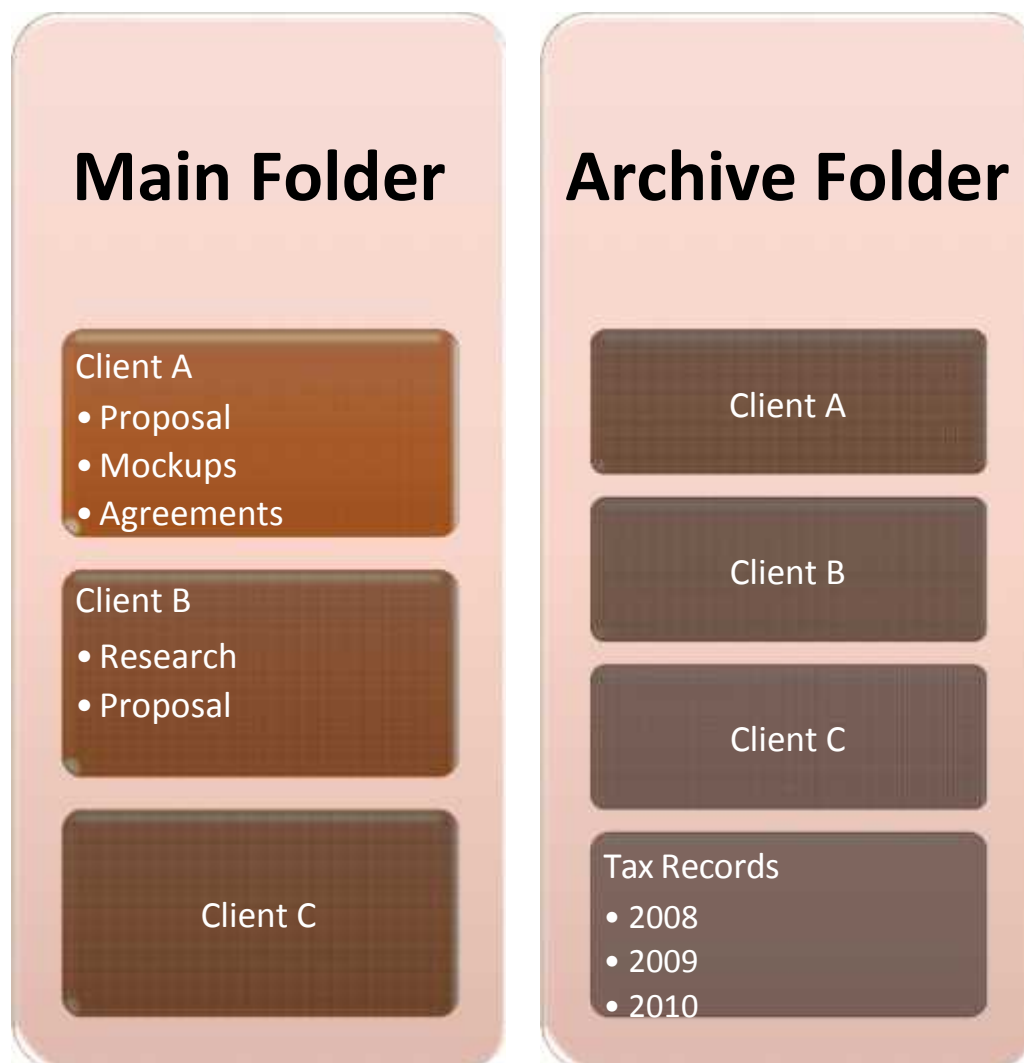 Main Folder
Client A
• Proposal
• Mockups
• Agreements
Client B
• Research
• Proposal
Client C
Archive Folder
Client A
Client B
Client C
Tax Records
• 2008
• 2009
• 2010